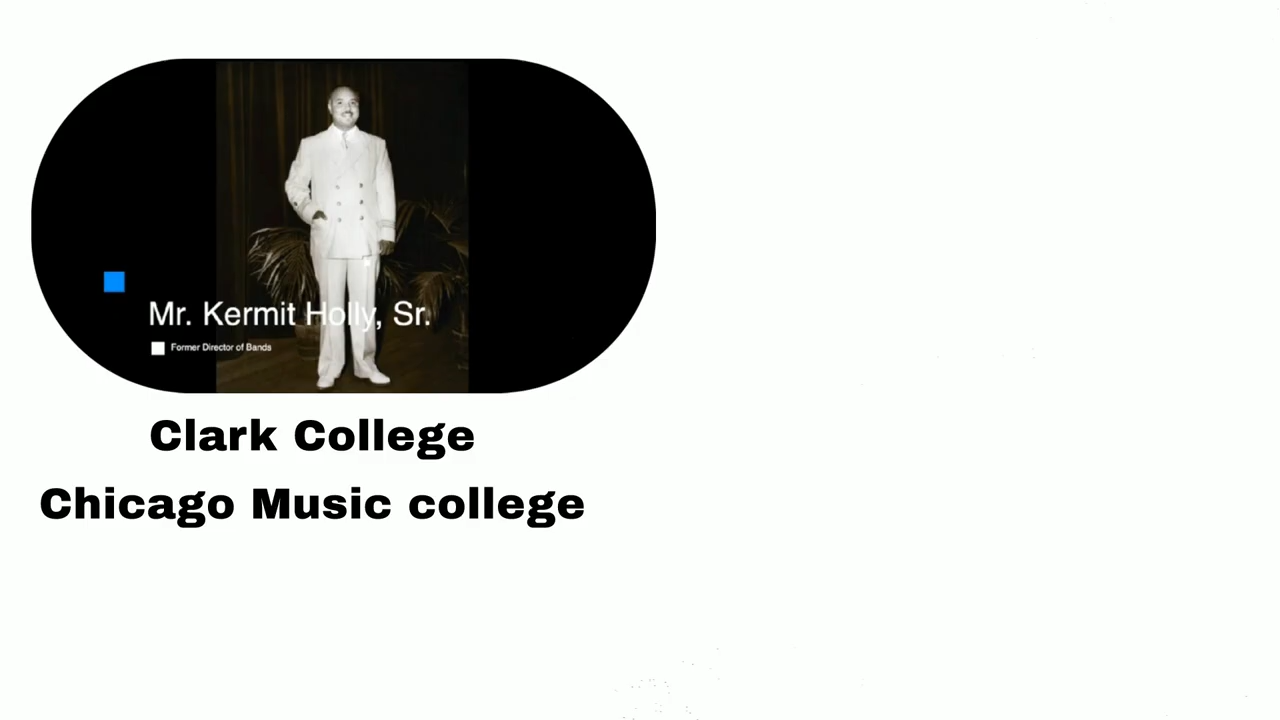 Mr. Kermit Holly, Sr.
Former Director of Bands
Clark College
Chicago Music college